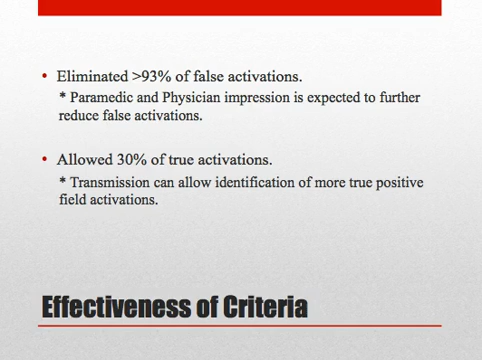 • Eliminated >93% of false activations.
* Paramedic and Physician impression is expected to further
reduce false activations.
• Allowed 30% of true activations.
* Transmission can allow identification of more true positive
field activations.
Effectiveness of Criteria